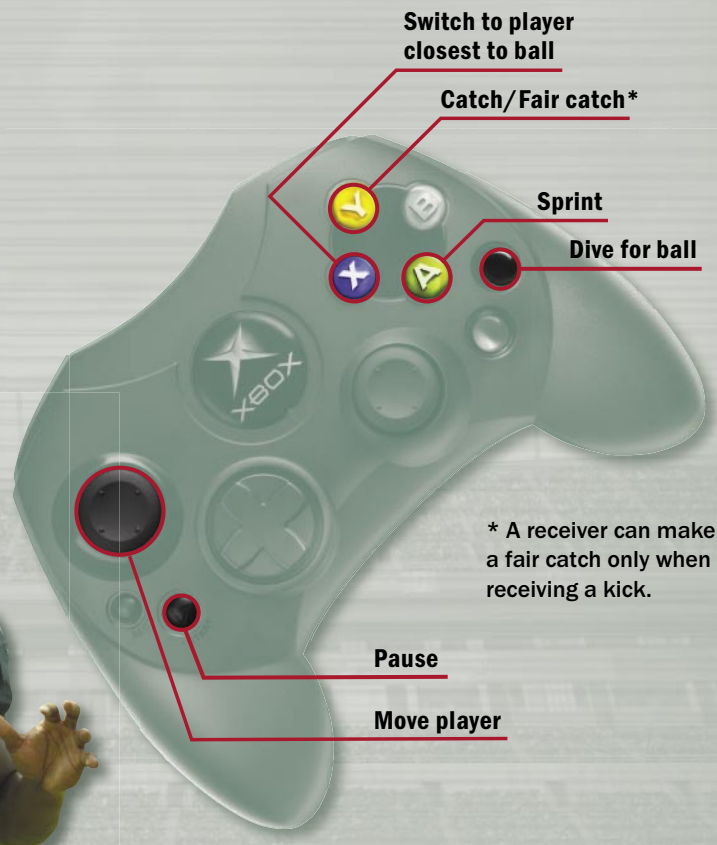 Switch to player
closest to ball
Catch/Fair catch*
Sprint
Dive for ball
Y
B
X
A
XBOX
* A receiver can make
a fair catch only when
receiving a kick.
Pause
Move player